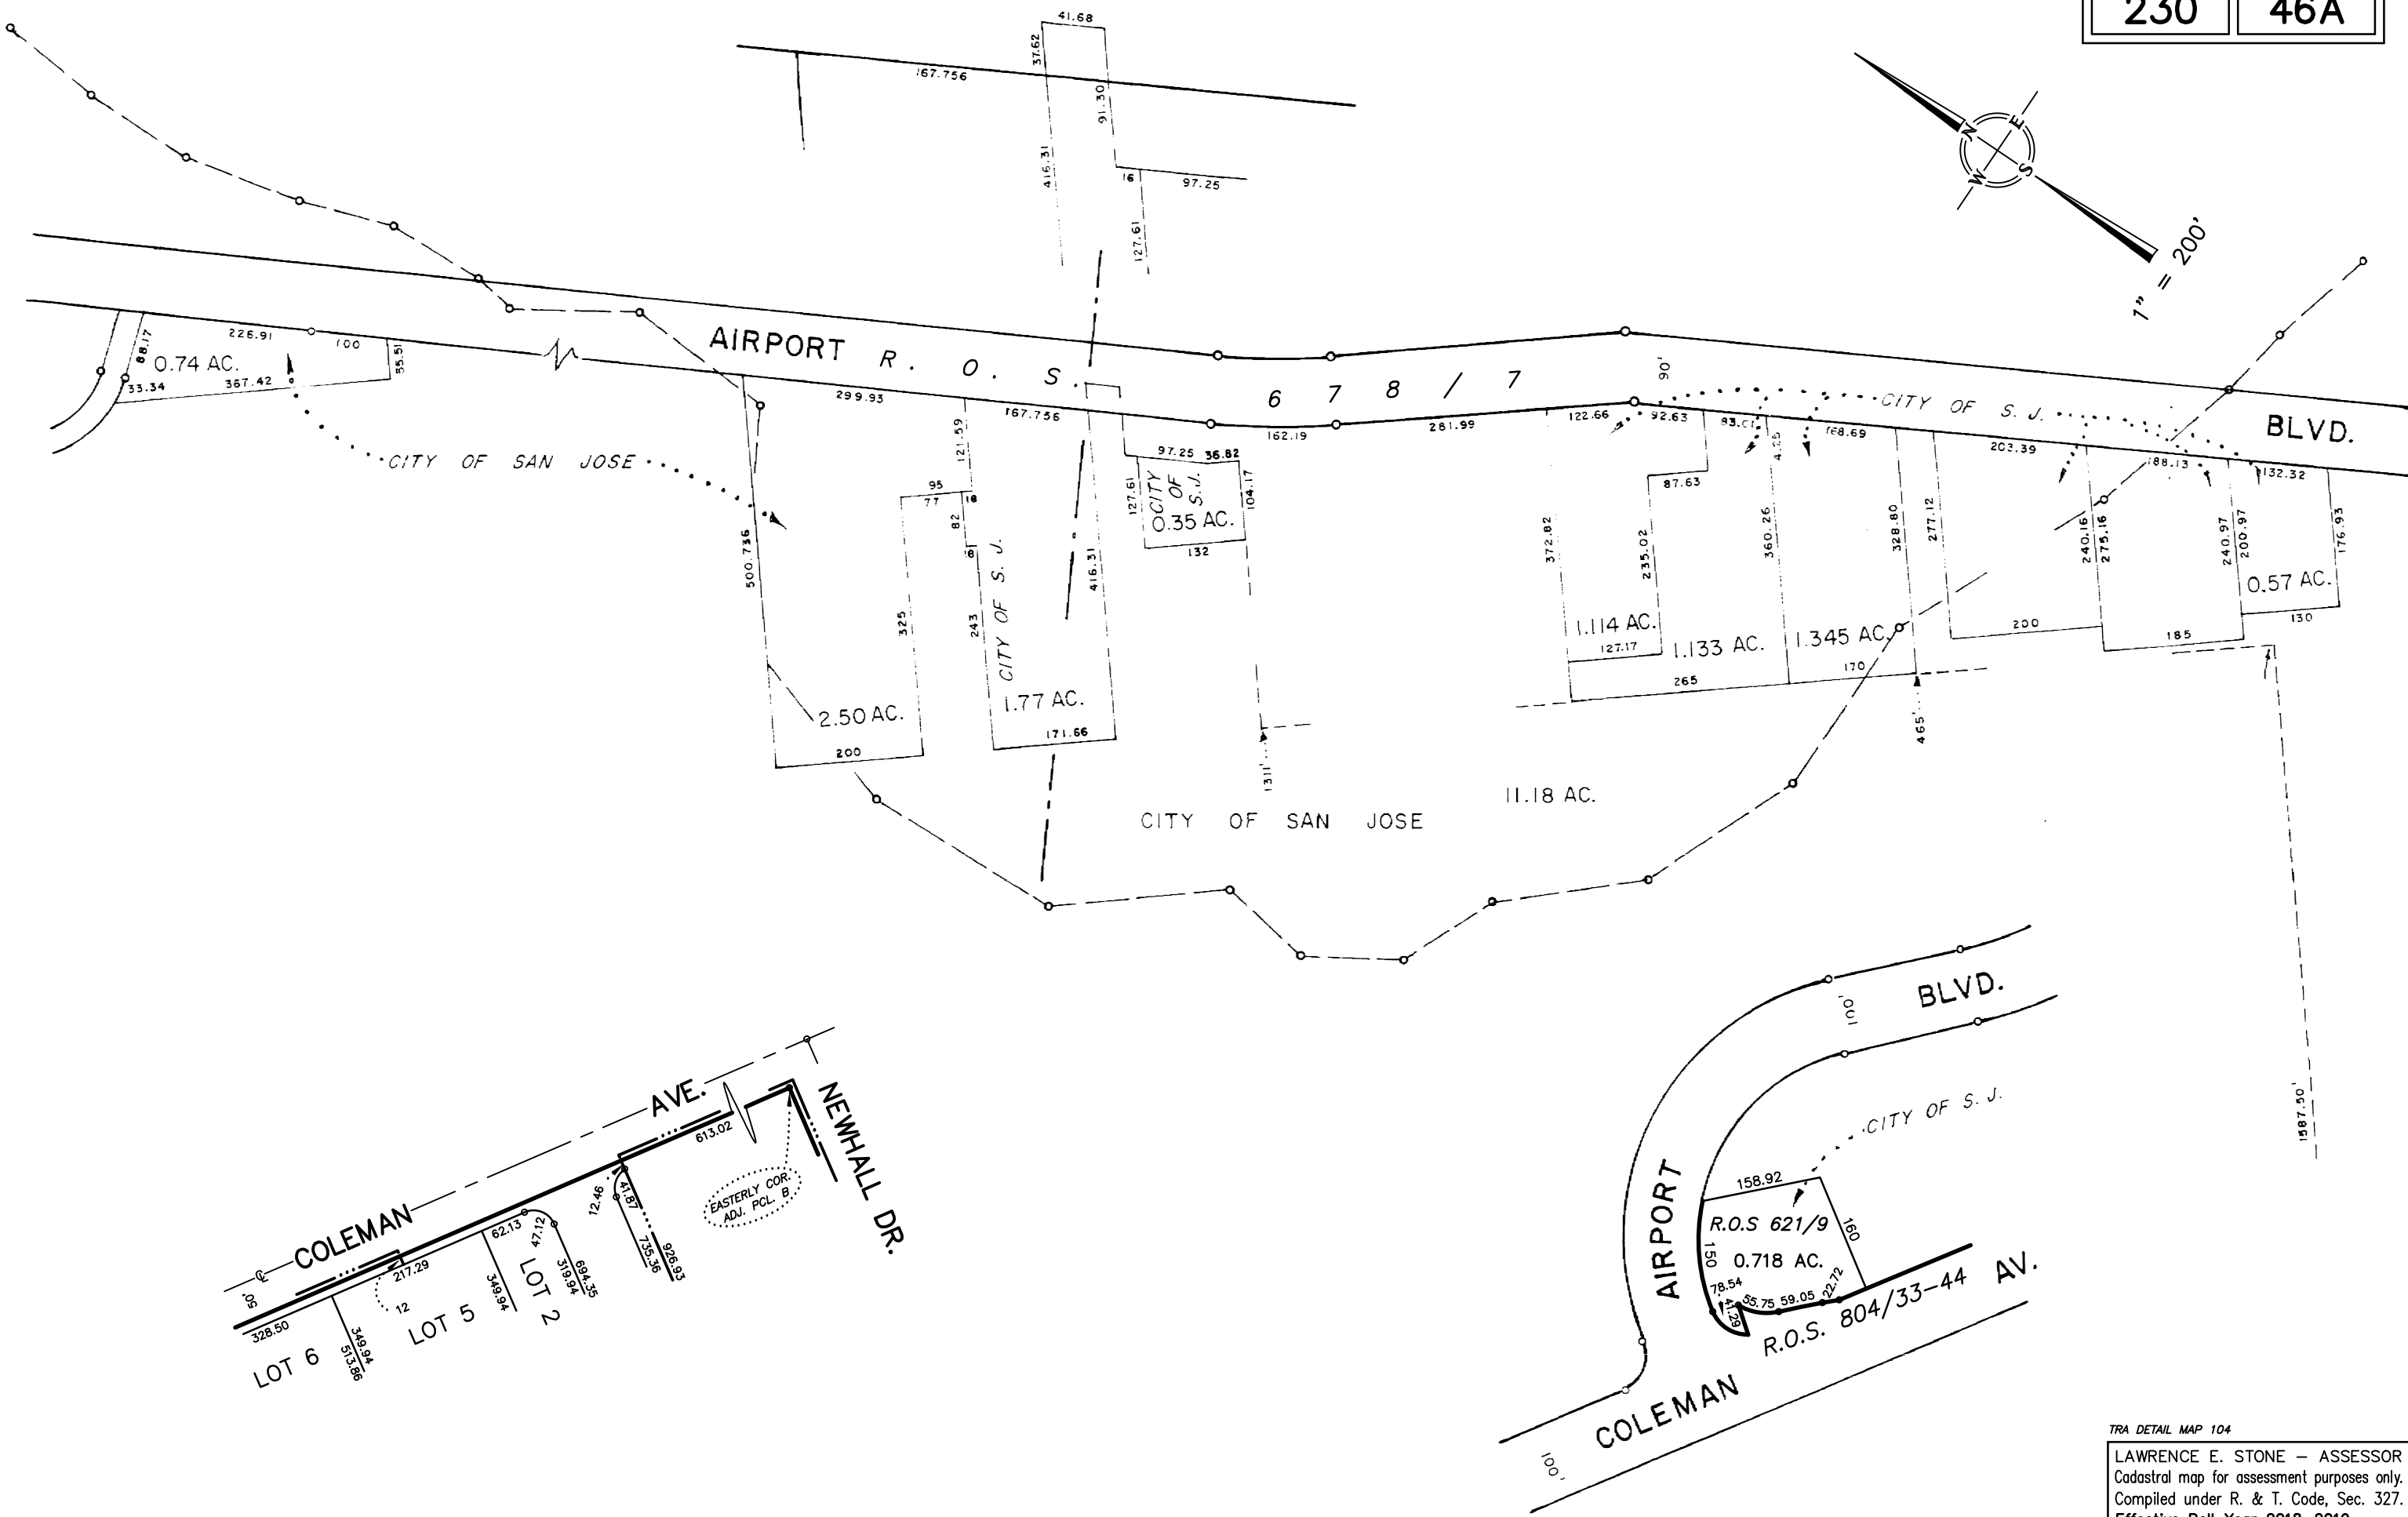 230 46A
41.68
37.62
167.756
91.30
416.31
16
97.25
127.61
N E
W S
1" = 200'
88.17
226.91
100
55.51
0.74 AC.
33.34
367.42
CITY OF SAN JOSE
AIRPORT R. O. S. 678/7 BLVD.
90'
CITY OF S. J.
299.93
167.756
162.19
281.99
122.66
92.63
168.69
203.39
188.13
132.32
500.736
121.59
95
77
18
82
325
243
CITY OF S. J.
416.31
2.50 AC.
200
1.77 AC.
171.66
97.25 36.82
127.61
CITY
OF
S.J.
0.35 AC.
104.17
132
1311'
372.82
87.63
235.02
360.26
328.80
277.12
1.114 AC.
127.17
1.133 AC.
1.345 AC.
265
170
465'
200
240.16
275.16
185
240.97
200.97
176.93
0.57 AC.
130
1587.50'
11.18 AC.
CITY OF SAN JOSE
COLEMAN AVE.
NEWHALL DR.
50'
328.50
217.29
12
62.13
47.12
12.46
41.87
613.02
EASTERLY COR.
ADJ. PCL. B
LOT 6
349.94
513.86
LOT 5
349.94
LOT 2
319.94
694.35
735.36
926.93
AIRPORT BLVD.
100'
CITY OF S. J.
158.92
R.O.S 621/9
160
150
0.718 AC.
78.54
41.29
55.75
59.05
22.72
R.O.S. 804/33-44
COLEMAN AV.
100'
TRA DETAIL MAP 104
LAWRENCE E. STONE – ASSESSOR
Cadastral map for assessment purposes only.
Compiled under R. & T. Code, Sec. 327.
Effective Roll Year 2018-2019